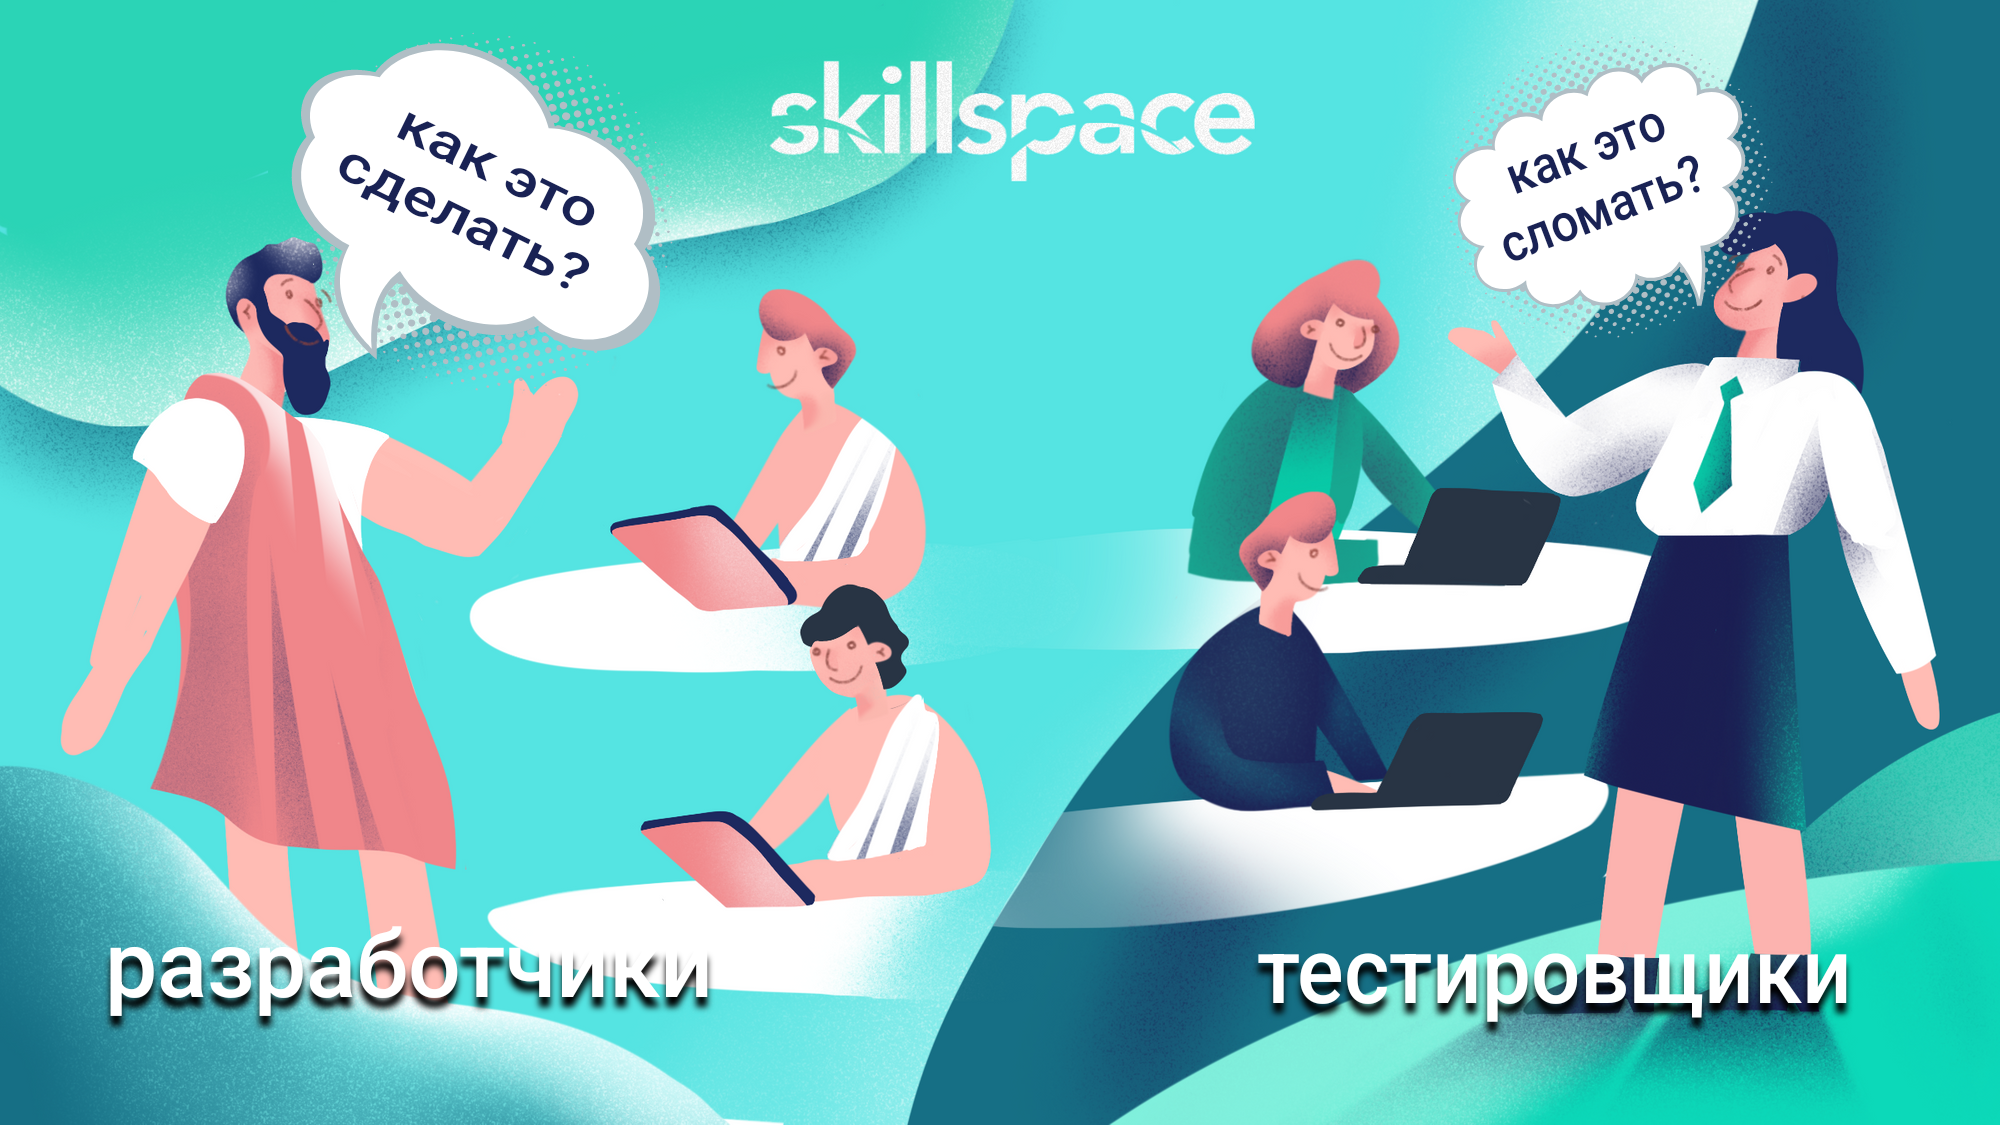 skillspace
как это
сделать?
как это
сломать?
разработчики
тестировщики